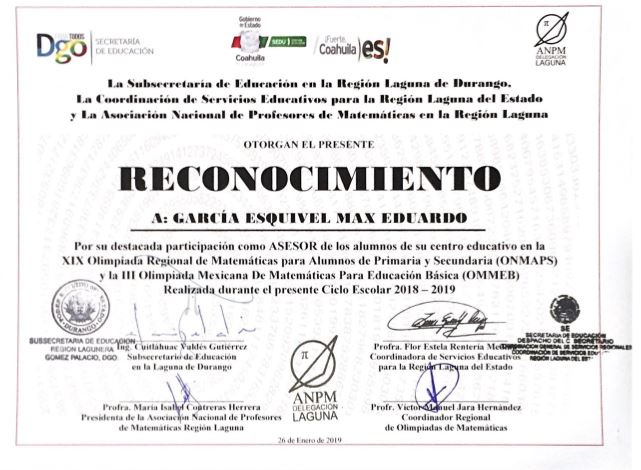 TODOS
Dgo
SECRETARÍA
DE EDUCACIÓN
Gobierno
de Estado
Coahuila
SEDU
¡Fuerte,
Coahuila es!
π
ANPM
DELEGACIÓN
LAGUNA
La Subsecretaría de Educación en la Región Laguna de Durango,
La Coordinación de Servicios Educativos para la Región Laguna del Estado
y La Asociación Nacional de Profesores de Matemáticas en la Región Laguna
OTORGAN EL PRESENTE
RECONOCIMIENTO
A: GARCÍA ESQUIVEL MAX EDUARDO
Por su destacada participación como ASESOR de los alumnos de su centro educativo en la
XIX Olimpiada Regional de Matemáticas para Alumnos de Primaria y Secundaria (ONMAPS)
y la III Olimpiada Mexicana De Matemáticas Para Educación Básica (OMMEB)
Realizada durante el presente Ciclo Escolar 2018 – 2019
SUBSECRETARIA DE EDUCACIÓN
REGION LAGUNERA
GOMEZ PALACIO, DGO.
Ing. Cuitláhuac Valdés Gutiérrez
Subsecretario de Educación
en la Laguna de Durango
SE
SECRETARÍA DE EDUCACIÓN
DESPACHO DEL C. SECRETARIO
COORDINACION GENERAL DE SERVICIOS REGIONALES
COORDINACIÓN DE SERVICIOS
REGIÓN LAGUNA DEL
Profra. Flor Estela Rentería
Coordinadora de Servicios Educativos
para la Región Laguna del Estado
π
ANPM
DELEGACIÓN
LAGUNA
Profra. María Isabel Contreras Herrera
Presidenta de la Asociación Nacional de Profesores
de Matemáticas Región Laguna
Profr. Víctor Manuel Jara Hernández
Coordinador Regional
de Olimpiadas de Matemáticas
26 de Enero de 2019